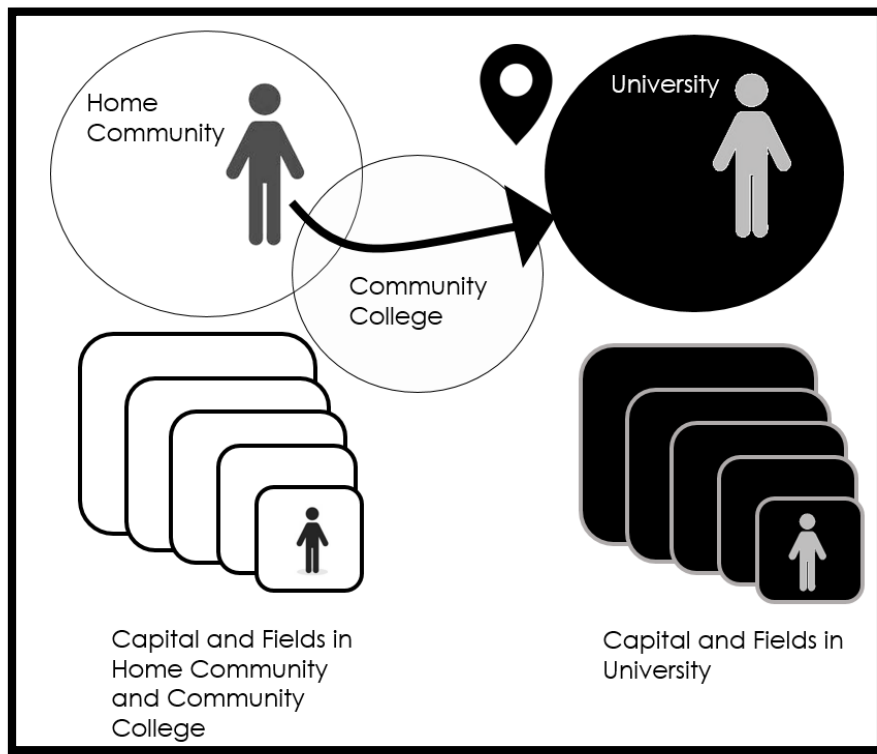 Home
Community
University
Community
College
Capital and Fields in
Home Community
and Community
College
Capital and Fields in
University